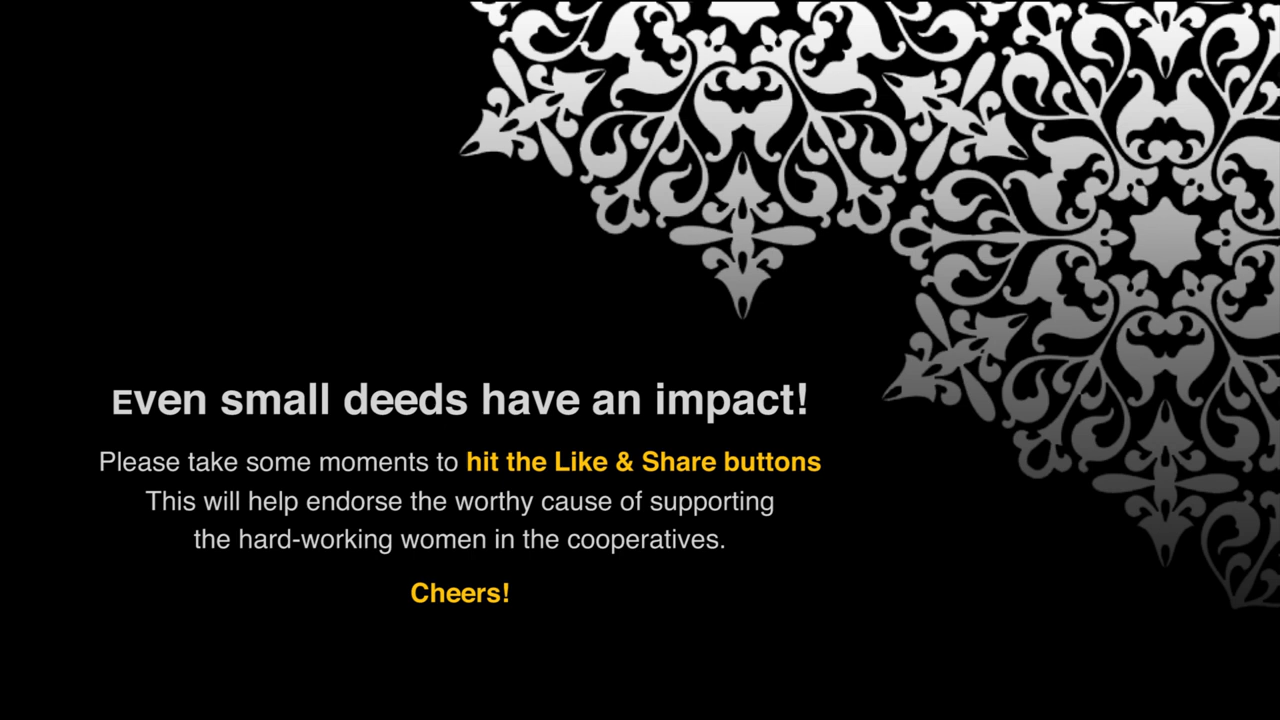 Even small deeds have an impact!
Please take some moments to hit the Like & Share buttons
This will help endorse the worthy cause of supporting
the hard-working women in the cooperatives.
Cheers!